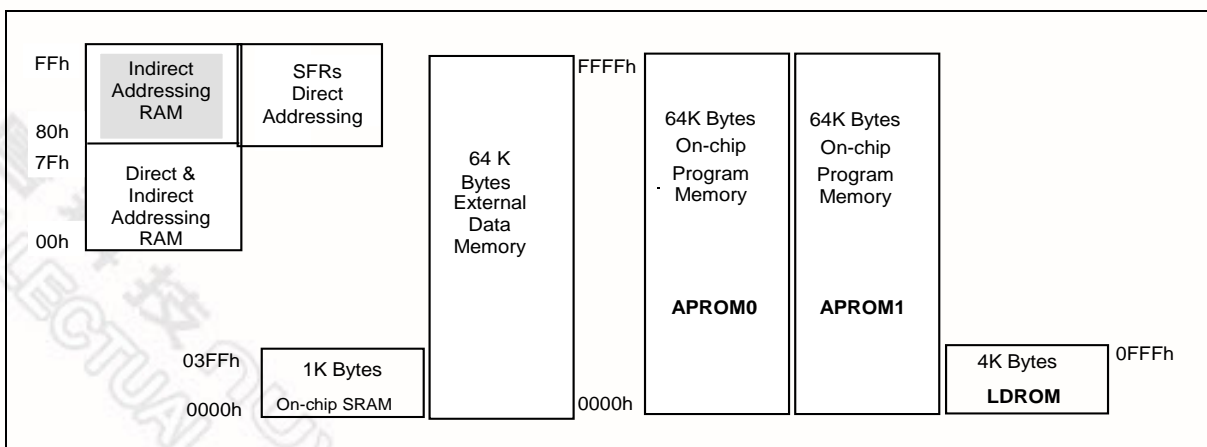 FFh
Indirect
Addressing
RAM
80h
SFRs
Direct
Addressing
7Fh
Direct &
Indirect
Addressing
RAM
00h
03FFh
0000h
1K Bytes
On-chip SRAM
64 K
Bytes
External
Data
Memory
FFFFh
0000h
64K Bytes
On-chip
Program
Memory
APROM0
64K Bytes
On-chip
Program
Memory
APROM1
4K Bytes
LDROM
0FFFh